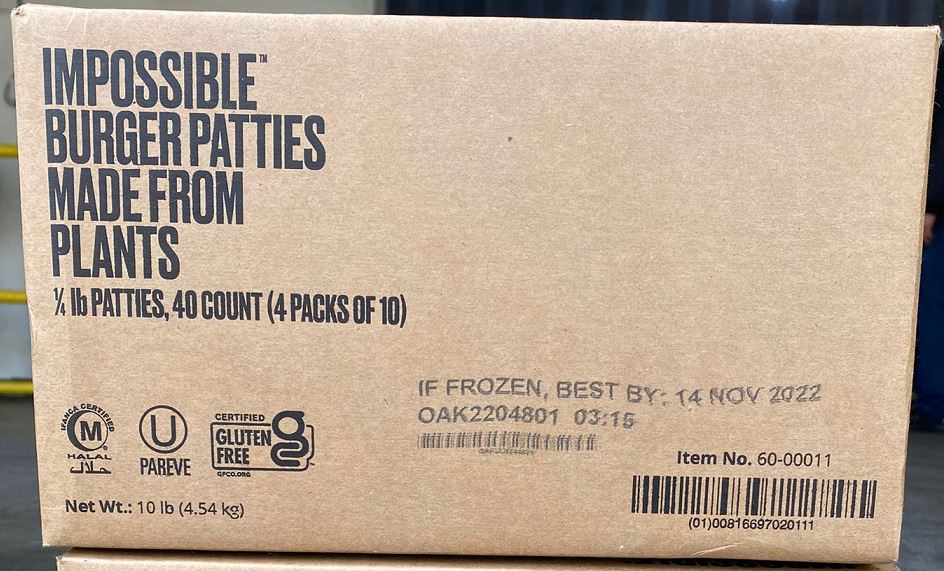 IMPOSSIBLE™
BURGER PATTIES
MADE FROM
PLANTS
¼ lb PATTIES, 40 COUNT (4 PACKS OF 10)
IF FROZEN, BEST BY: 14 NOV 2022
OAK2204801 03:15
IFANCA CERTIFIED
M®
HALAL
حلال
U
PAREVE
CERTIFIED
GLUTEN
FREE
g™
GFCO.ORG
Item No. 60-00011
(01)00816697020111
Net Wt.: 10 lb (4.54 kg)